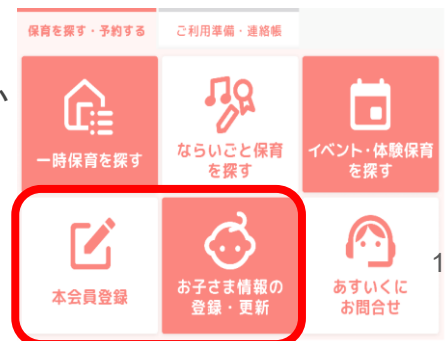 保育を探す・予約する
ご利用準備・連絡帳
一時保育を探す
ならいごと保育
を探す
イベント・体験保育
を探す
本会員登録
お子さま情報の
登録・更新
あすいくに
お問合せ
1